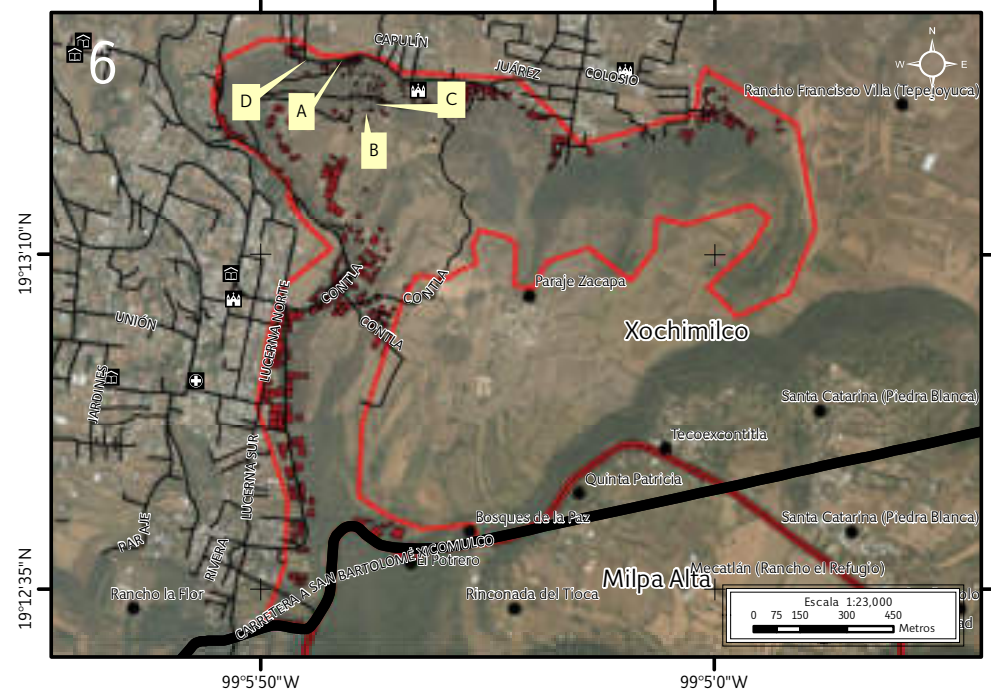 6
CAPULÍN
JUÁREZ
COLOSIO
N
W E
S
Rancho Francisco Villa (Tepejoyuca)
D
A
C
B
19°13'10"N
CONTLA
CONTLA
CONTLA
Paraje Zacapa
UNIÓN
LUCERNA NORTE
Xochimilco
JARDINES
Santa Catarina (Piedra Blanca)
Tecoexcontitla
LUCERNA SUR
Quinta Patricia
PARAJE
Bosques de la Paz
Santa Catarina (Piedra Blanca)
RIVERA
CARRETERA A SAN BARTOLOMÉ XICOMULCO
El Potrero
Mecatlán (Rancho el Refugio)
Milpa Alta
19°12'35"N
Rancho la Flor
Rinconada del Tioca
Escala 1:23,000
0 75 150 300 450
Metros
99°5'50"W
99°5'0"W